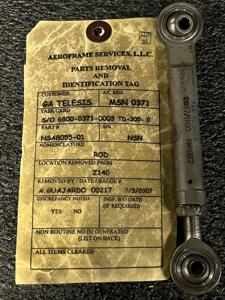 AEROFRAME SERVICES, L.L.C.
PARTS REMOVAL
AND
IDENTIFICATION TAG
CUSTOMER A/C REG.
GA TELESIS MSN 0371
TASK CARD
S/O 6800-0371-0003 TD-300-0
PART# S/N
NSA8055-01 NSN
NOMENCLATURE
ROD
LOCATION REMOVED FROM
Z140
REMOVED BY / DATE / BADGE #
A.GUAJARDO 00217 7/3/2007
DISCREPANCY NOTED INSP. BY / DATE
YES NO (IF REQUIRED)
NON ROUTINE NO'(S) GENERATED
(LIST ON BACK)
ALL ITEMS CLEARED